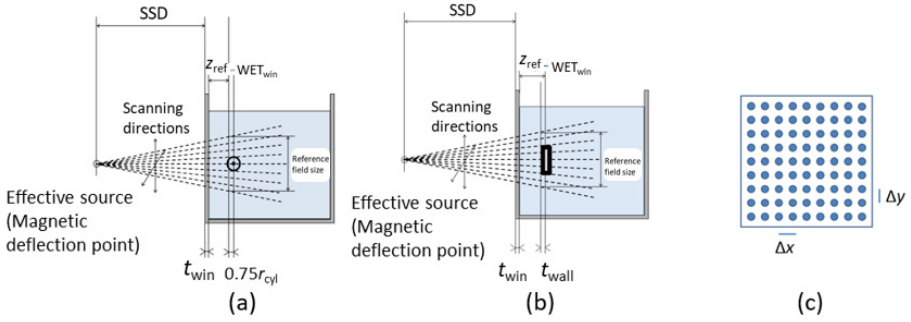 SSD
z_ref - WET_win
Scanning
directions
Reference
field size
Effective source
(Magnetic
deflection point)
t_win 0.75r_cyl
(a)
SSD
z_ref - WET_win
Scanning
directions
Reference
field size
Effective source
(Magnetic
deflection point)
t_win t_wall
(b)
Δy
Δx
(c)